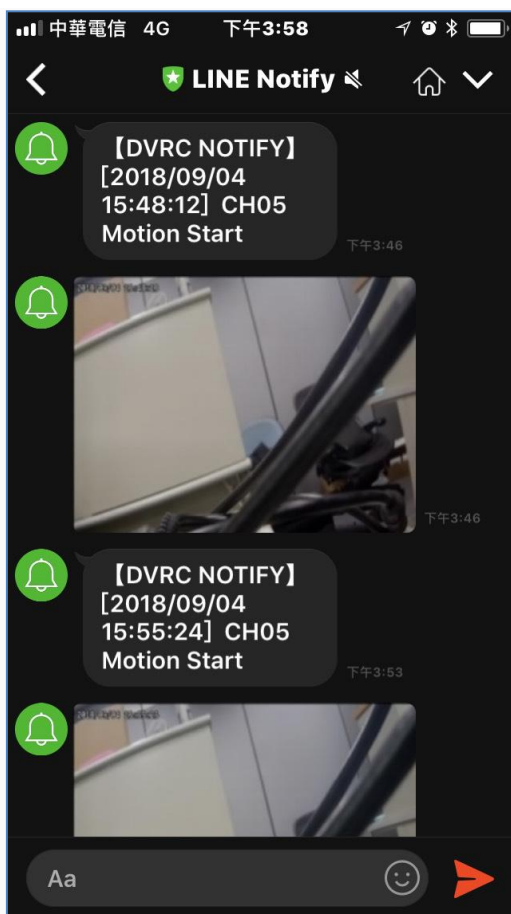 中華電信 4G 下午3:58
LINE Notify
【DVRC NOTIFY】
[2018/09/04
15:48:12] CH05
Motion Start
下午3:46
下午3:46
【DVRC NOTIFY】
[2018/09/04
15:55:24] CH05
Motion Start
下午3:53
Aa